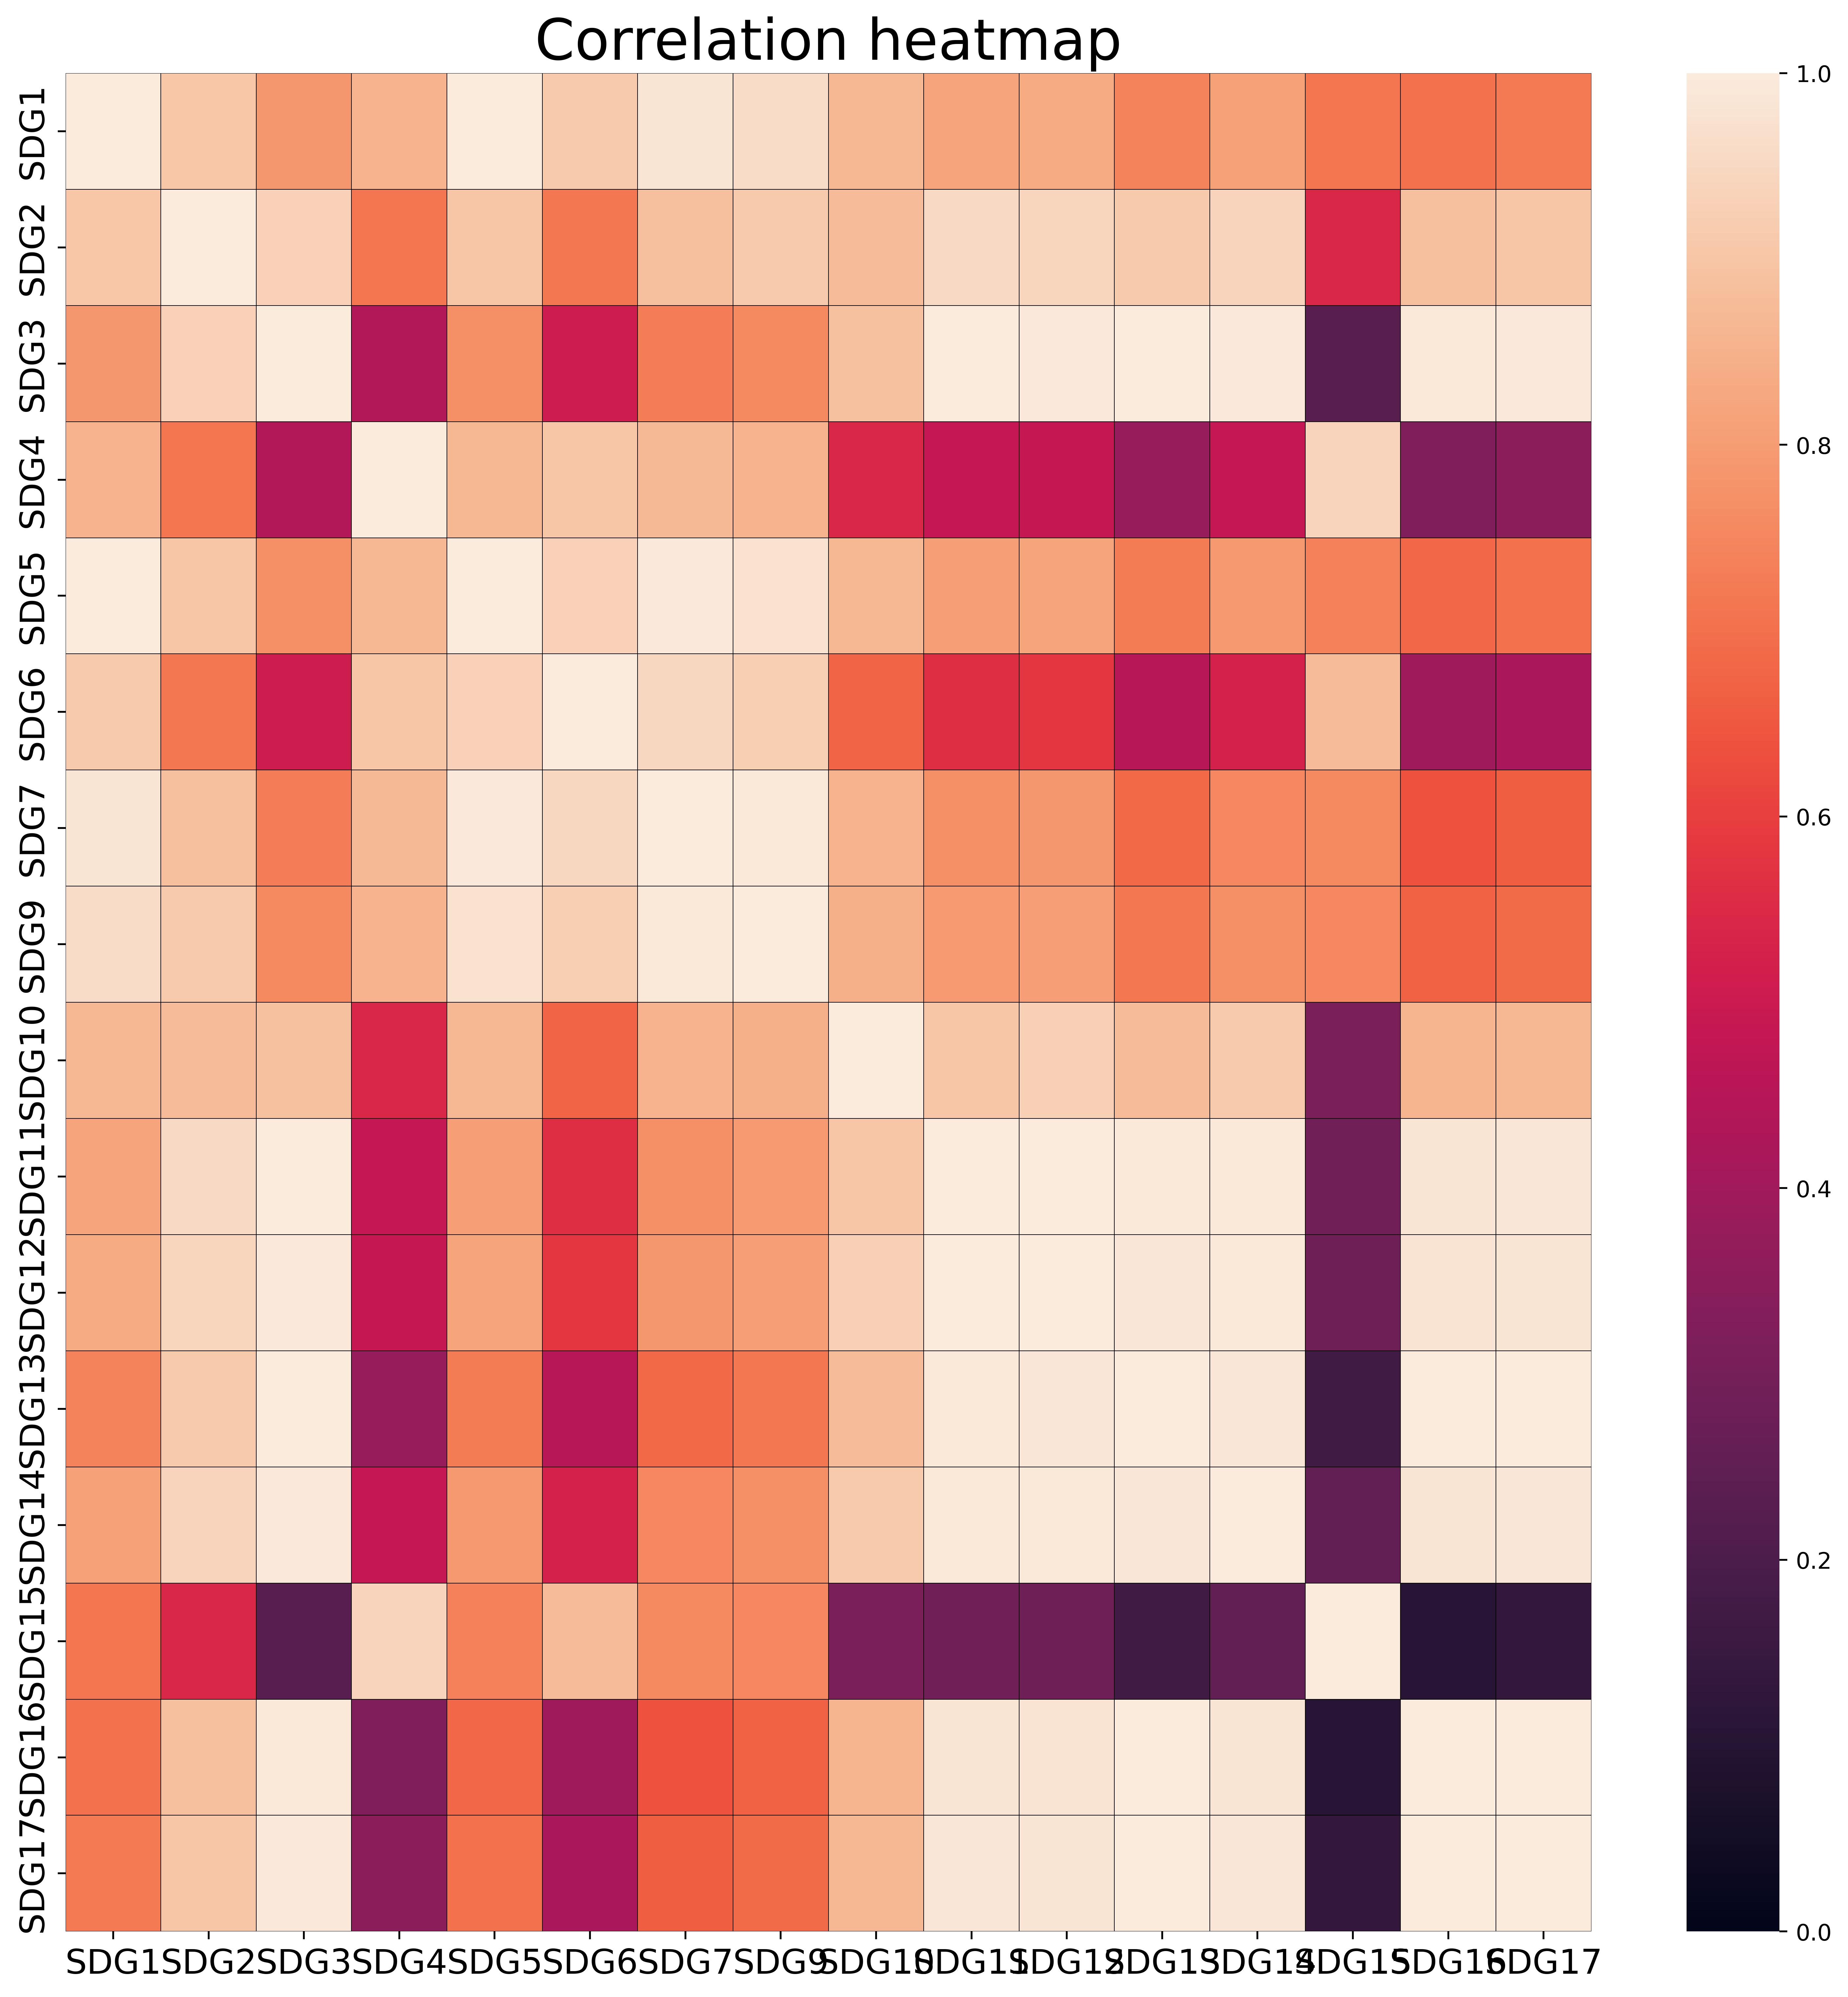 Correlation heatmap
SDG1
SDG2
SDG3
SDG4
SDG5
SDG6
SDG7
SDG9
SDG10
SDG11
SDG12
SDG13
SDG14
SDG15
SDG16
SDG17
SDG1 SDG2 SDG3 SDG4 SDG5 SDG6 SDG7 SDG9 SDG10 SDG11 SDG12 SDG13 SDG14 SDG15 SDG16 SDG17
1.0
0.8
0.6
0.4
0.2
0.0